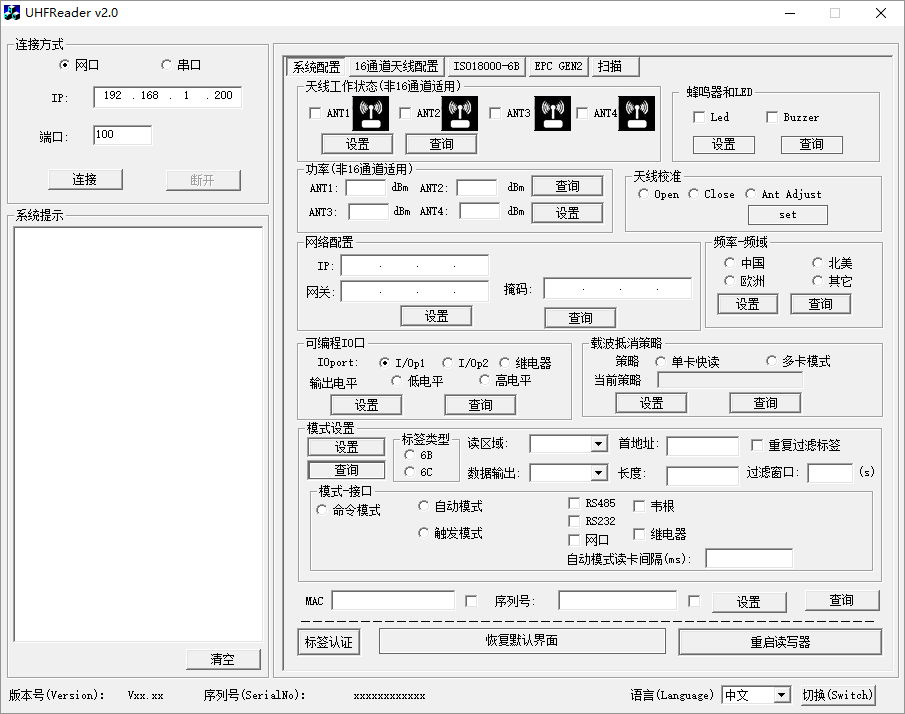 UHFReader v2.0
连接方式
网口 串口
IP: 192 . 168 . 1 . 200
端口: 100
连接 断开
系统提示
清空
系统配置 16通道天线配置 ISO18000-6B EPC GEN2 扫描
天线工作状态(非16通道适用)
ANT1 ANT2 ANT3 ANT4
设置 查询
蜂鸣器和LED
Led Buzzer
设置 查询
功率(非16通道适用)
ANT1: dBm ANT2: dBm 查询
ANT3: dBm ANT4: dBm 设置
天线校准
Open Close Ant Adjust
set
网络配置
IP: . . .
网关: . . . 掩码: . . .
设置 查询
频率-频域
中国 北美
欧洲 其它
设置 查询
可编程IO口
IOport: I/Op1 I/Op2 继电器
输出电平 低电平 高电平
设置 查询
载波抵消策略
策略 单卡快读 多卡模式
当前策略
设置 查询
模式设置
设置
查询
标签类型
6B
6C
读区域: 首地址: 重复过滤标签
数据输出: 长度: 过滤窗口: (s)
模式-接口
命令模式 自动模式
触发模式
RS485 韦根
RS232
网口 继电器
自动模式读卡间隔(ms):
MAC 序列号: 设置 查询
标签认证 恢复默认界面 重启读写器
版本号(Version): Vxx.xx 序列号(SerialNo): xxxxxxxxxxxx 语言(Language) 中文 切换(Switch)